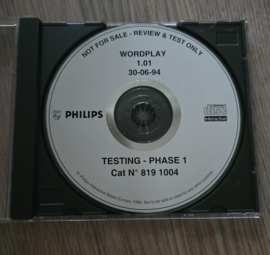 NOT FOR SALE - REVIEW & TEST ONLY
WORDPLAY
1.01
30-06-94
PHILIPS
TESTING - PHASE 1
Cat N° 819 1004